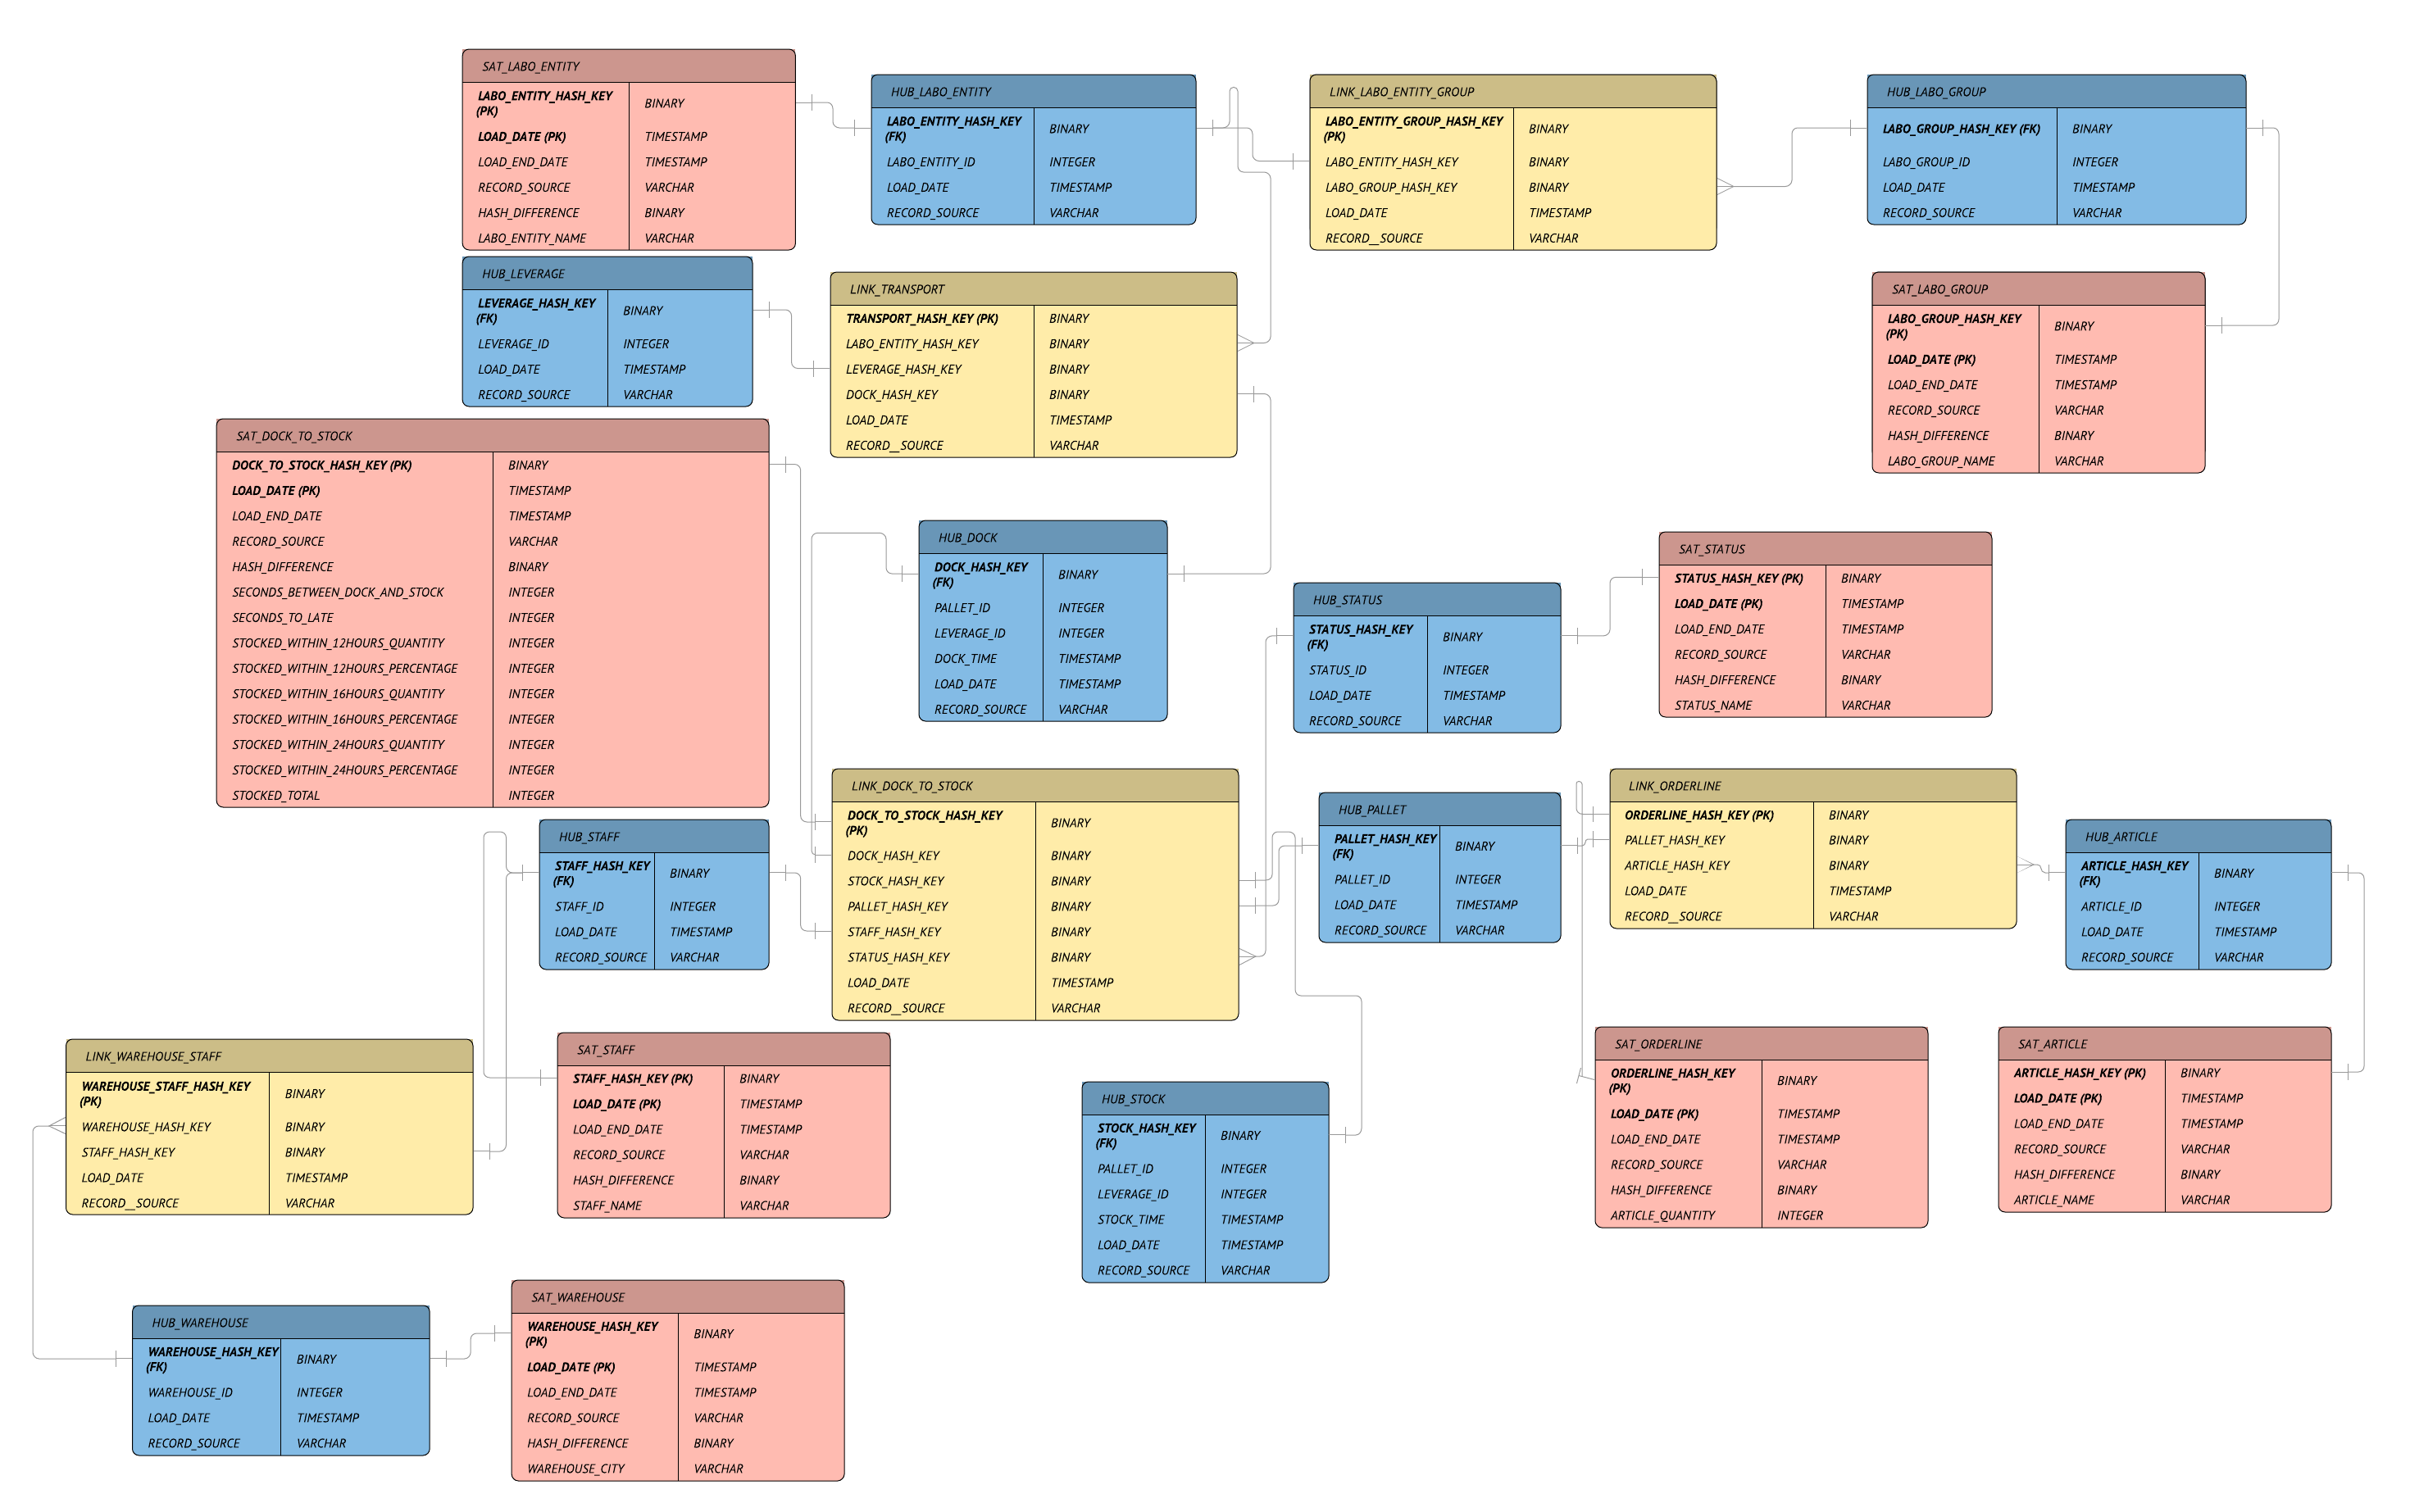 SAT_LABO_ENTITY
LABO_ENTITY_HASH_KEY
(PK)
BINARY
LOAD_DATE (PK)
TIMESTAMP
LOAD_END_DATE
TIMESTAMP
RECORD_SOURCE
VARCHAR
HASH_DIFFERENCE
BINARY
LABO_ENTITY_NAME
VARCHAR
HUB_LABO_ENTITY
LABO_ENTITY_HASH_KEY
(FK)
BINARY
LABO_ENTITY_ID
INTEGER
LOAD_DATE
TIMESTAMP
RECORD_SOURCE
VARCHAR
LINK_LABO_ENTITY_GROUP
LABO_ENTITY_GROUP_HASH_KEY
(PK)
BINARY
LABO_ENTITY_HASH_KEY
BINARY
LABO_GROUP_HASH_KEY
BINARY
LOAD_DATE
TIMESTAMP
RECORD__SOURCE
VARCHAR
HUB_LABO_GROUP
LABO_GROUP_HASH_KEY (FK)
BINARY
LABO_GROUP_ID
INTEGER
LOAD_DATE
TIMESTAMP
RECORD_SOURCE
VARCHAR
HUB_LEVERAGE
LEVERAGE_HASH_KEY
(FK)
BINARY
LEVERAGE_ID
INTEGER
LOAD_DATE
TIMESTAMP
RECORD_SOURCE
VARCHAR
LINK_TRANSPORT
TRANSPORT_HASH_KEY (PK)
BINARY
LABO_ENTITY_HASH_KEY
BINARY
LEVERAGE_HASH_KEY
BINARY
DOCK_HASH_KEY
BINARY
LOAD_DATE
TIMESTAMP
RECORD__SOURCE
VARCHAR
SAT_LABO_GROUP
LABO_GROUP_HASH_KEY
(PK)
BINARY
LOAD_DATE (PK)
TIMESTAMP
LOAD_END_DATE
TIMESTAMP
RECORD_SOURCE
VARCHAR
HASH_DIFFERENCE
BINARY
LABO_GROUP_NAME
VARCHAR
SAT_DOCK_TO_STOCK
DOCK_TO_STOCK_HASH_KEY (PK)
BINARY
LOAD_DATE (PK)
TIMESTAMP
LOAD_END_DATE
TIMESTAMP
RECORD_SOURCE
VARCHAR
HASH_DIFFERENCE
BINARY
SECONDS_BETWEEN_DOCK_AND_STOCK
INTEGER
SECONDS_TO_LATE
INTEGER
STOCKED_WITHIN_12HOURS_QUANTITY
INTEGER
STOCKED_WITHIN_12HOURS_PERCENTAGE
INTEGER
STOCKED_WITHIN_16HOURS_QUANTITY
INTEGER
STOCKED_WITHIN_16HOURS_PERCENTAGE
INTEGER
STOCKED_WITHIN_24HOURS_QUANTITY
INTEGER
STOCKED_WITHIN_24HOURS_PERCENTAGE
INTEGER
STOCKED_TOTAL
INTEGER
HUB_DOCK
DOCK_HASH_KEY
(FK)
BINARY
PALLET_ID
INTEGER
LEVERAGE_ID
INTEGER
DOCK_TIME
TIMESTAMP
LOAD_DATE
TIMESTAMP
RECORD_SOURCE
VARCHAR
HUB_STATUS
STATUS_HASH_KEY
(FK)
BINARY
STATUS_ID
INTEGER
LOAD_DATE
TIMESTAMP
RECORD_SOURCE
VARCHAR
SAT_STATUS
STATUS_HASH_KEY (PK)
BINARY
LOAD_DATE (PK)
TIMESTAMP
LOAD_END_DATE
TIMESTAMP
RECORD_SOURCE
VARCHAR
HASH_DIFFERENCE
BINARY
STATUS_NAME
VARCHAR
HUB_STAFF
STAFF_HASH_KEY
(FK)
BINARY
STAFF_ID
INTEGER
LOAD_DATE
TIMESTAMP
RECORD_SOURCE
VARCHAR
LINK_DOCK_TO_STOCK
DOCK_TO_STOCK_HASH_KEY
(PK)
BINARY
DOCK_HASH_KEY
BINARY
STOCK_HASH_KEY
BINARY
PALLET_HASH_KEY
BINARY
STAFF_HASH_KEY
BINARY
STATUS_HASH_KEY
BINARY
LOAD_DATE
TIMESTAMP
RECORD__SOURCE
VARCHAR
HUB_PALLET
PALLET_HASH_KEY
(FK)
BINARY
PALLET_ID
INTEGER
LOAD_DATE
TIMESTAMP
RECORD_SOURCE
VARCHAR
LINK_ORDERLINE
ORDERLINE_HASH_KEY (PK)
BINARY
PALLET_HASH_KEY
BINARY
ARTICLE_HASH_KEY
BINARY
LOAD_DATE
TIMESTAMP
RECORD__SOURCE
VARCHAR
HUB_ARTICLE
ARTICLE_HASH_KEY
(FK)
BINARY
ARTICLE_ID
INTEGER
LOAD_DATE
TIMESTAMP
RECORD_SOURCE
VARCHAR
LINK_WAREHOUSE_STAFF
WAREHOUSE_STAFF_HASH_KEY
(PK)
BINARY
WAREHOUSE_HASH_KEY
BINARY
STAFF_HASH_KEY
BINARY
LOAD_DATE
TIMESTAMP
RECORD__SOURCE
VARCHAR
SAT_STAFF
STAFF_HASH_KEY (PK)
BINARY
LOAD_DATE (PK)
TIMESTAMP
LOAD_END_DATE
TIMESTAMP
RECORD_SOURCE
VARCHAR
HASH_DIFFERENCE
BINARY
STAFF_NAME
VARCHAR
HUB_STOCK
STOCK_HASH_KEY
(FK)
BINARY
PALLET_ID
INTEGER
LEVERAGE_ID
INTEGER
STOCK_TIME
TIMESTAMP
LOAD_DATE
TIMESTAMP
RECORD_SOURCE
VARCHAR
SAT_ORDERLINE
ORDERLINE_HASH_KEY
(PK)
BINARY
LOAD_DATE (PK)
TIMESTAMP
LOAD_END_DATE
TIMESTAMP
RECORD_SOURCE
VARCHAR
HASH_DIFFERENCE
BINARY
ARTICLE_QUANTITY
INTEGER
SAT_ARTICLE
ARTICLE_HASH_KEY (PK)
BINARY
LOAD_DATE (PK)
TIMESTAMP
LOAD_END_DATE
TIMESTAMP
RECORD_SOURCE
VARCHAR
HASH_DIFFERENCE
BINARY
ARTICLE_NAME
VARCHAR
HUB_WAREHOUSE
WAREHOUSE_HASH_KEY
(FK)
BINARY
WAREHOUSE_ID
INTEGER
LOAD_DATE
TIMESTAMP
RECORD_SOURCE
VARCHAR
SAT_WAREHOUSE
WAREHOUSE_HASH_KEY
(PK)
BINARY
LOAD_DATE (PK)
TIMESTAMP
LOAD_END_DATE
TIMESTAMP
RECORD_SOURCE
VARCHAR
HASH_DIFFERENCE
BINARY
WAREHOUSE_CITY
VARCHAR